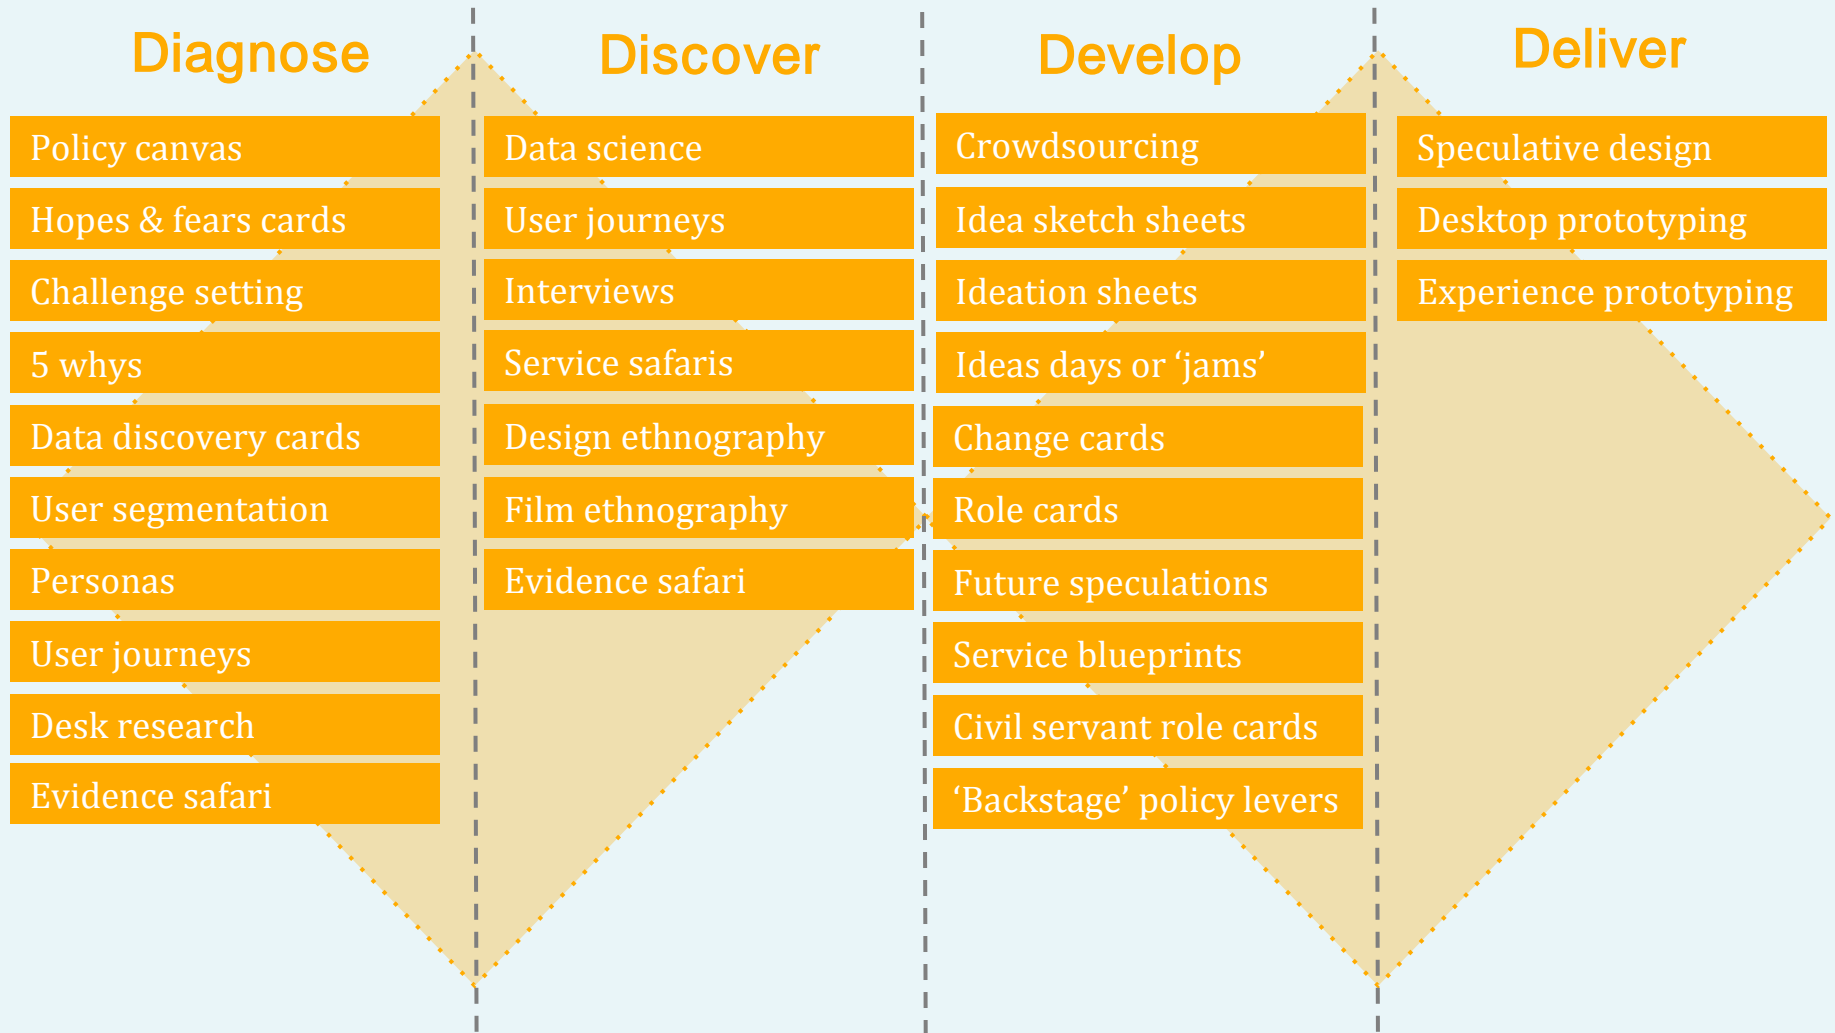 Diagnose
Policy canvas
Hopes & fears cards
Challenge setting
5 whys
Data discovery cards
User segmentation
Personas
User journeys
Desk research
Evidence safari
Discover
Data science
User journeys
Interviews
Service safaris
Design ethnography
Film ethnography
Evidence safari
Develop
Crowdsourcing
Idea sketch sheets
Ideation sheets
Ideas days or ‘jams’
Change cards
Role cards
Future speculations
Service blueprints
Civil servant role cards
‘Backstage’ policy levers
Deliver
Speculative design
Desktop prototyping
Experience prototyping